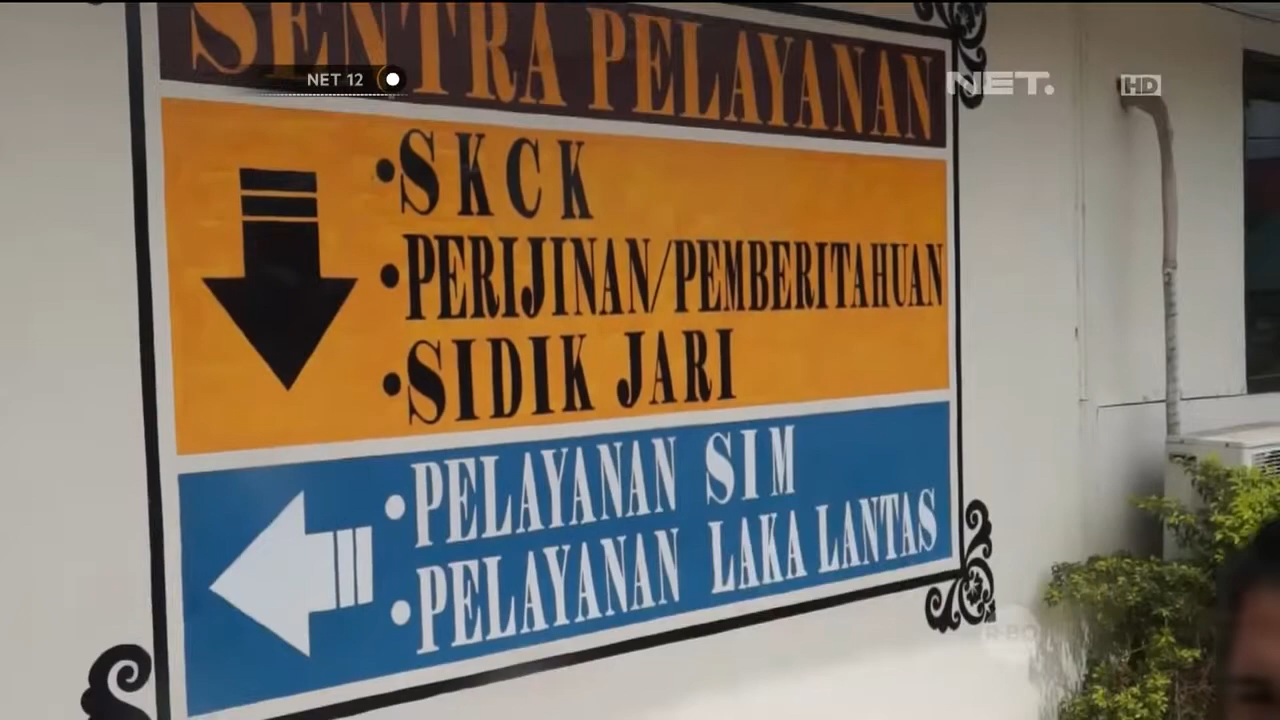 SENTRA PELAYANAN
NET 12
NET.
HD
•SKCK
•PERIJINAN/PEMBERITAHUAN
•SIDIK JARI
•PELAYANAN SIM
•PELAYANAN LAKA LANTAS